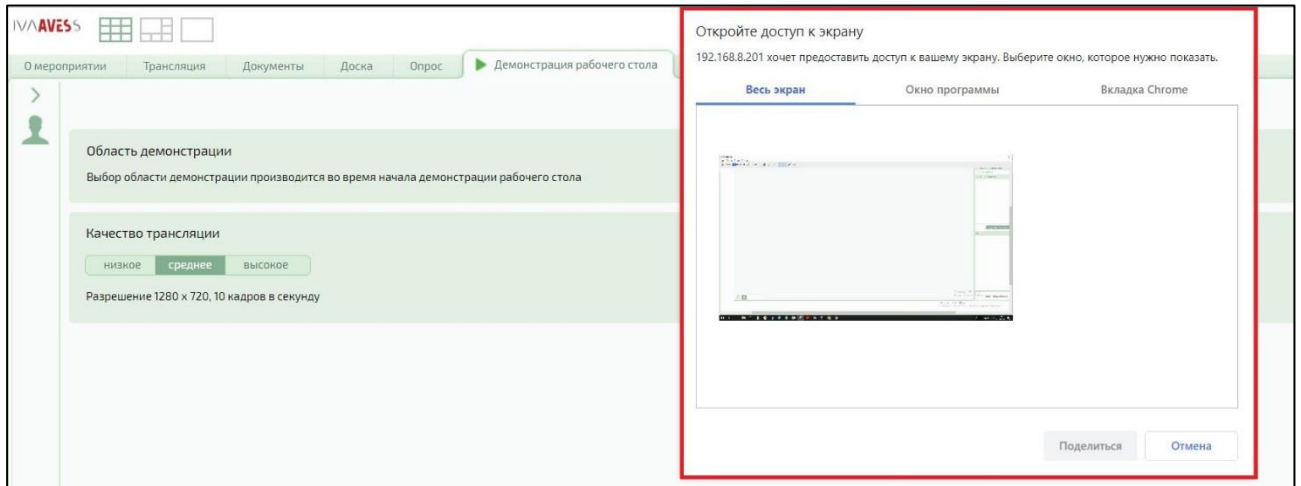 IVAAVESS
О мероприятии Трансляция Документы Доска Опрос Демонстрация рабочего стола
Область демонстрации
Выбор области демонстрации производится во время начала демонстрации рабочего стола
Качество трансляции
низкое среднее высокое
Разрешение 1280 x 720, 10 кадров в секунду
Откройте доступ к экрану
192.168.8.201 хочет предоставить доступ к вашему экрану. Выберите окно, которое нужно показать.
Весь экран Окно программы Вкладка Chrome
Поделиться Отмена